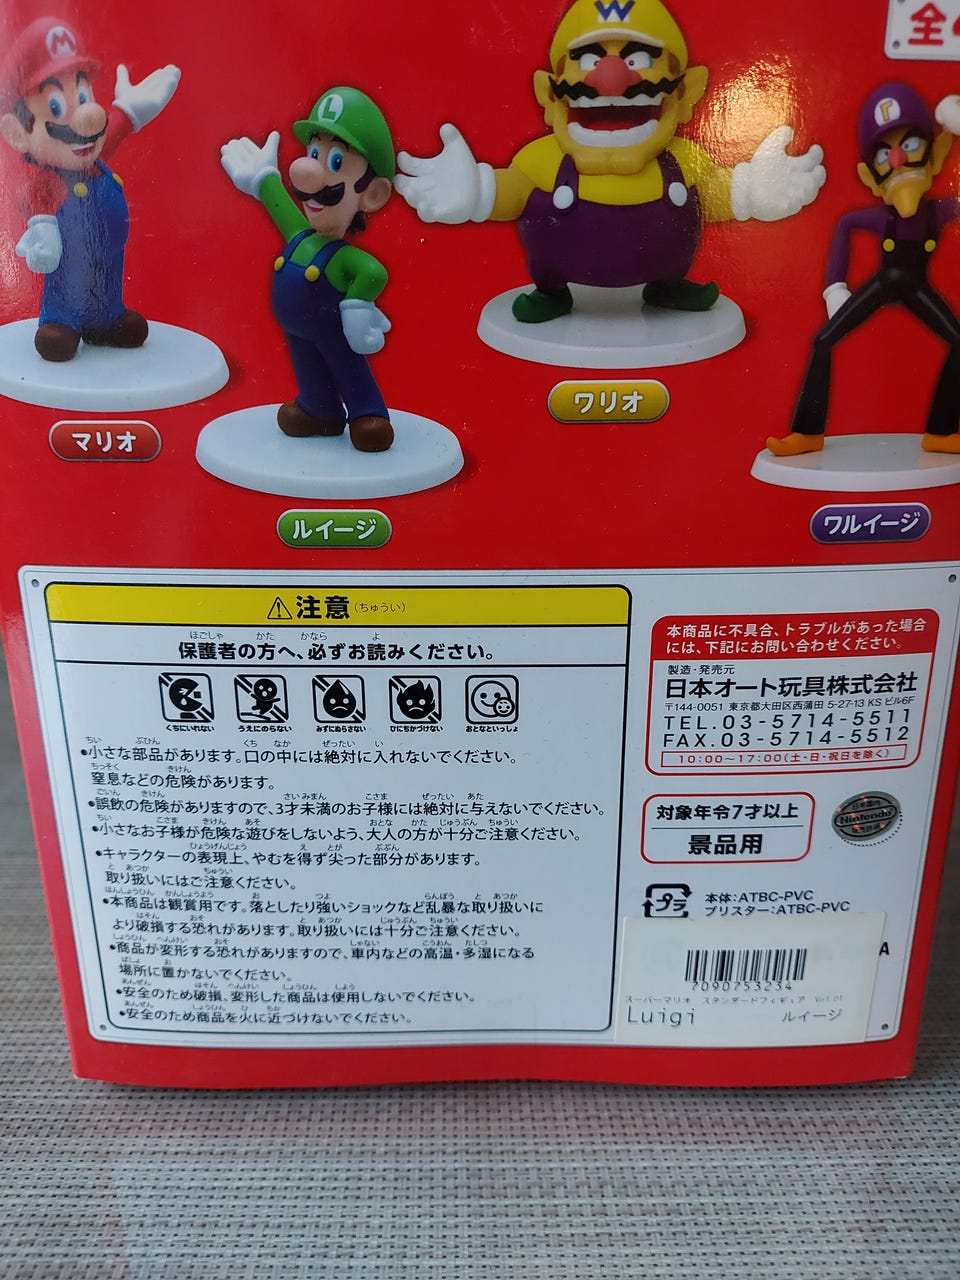 M
L
W
Γ
全
マリオ
ルイージ
ワリオ
ワルイージ
⚠注意(ちゅうい)
保護者の方へ、必ずお読みください。
くちにいれない
うえにのらない
みずにぬらさない
ひにちかづけない
おとなといっしょ
•小さな部品があります。口の中には絶対に入れないでください。
窒息などの危険があります。
•誤飲の危険がありますので、3才未満のお子様には絶対に与えないでください。
•小さなお子様が危険な遊びをしないよう、大人の方が十分ご注意ください。
•キャラクターの表現上、やむを得ず尖った部分があります。
取り扱いにはご注意ください。
•本商品は観賞用です。落としたり強いショックなど乱暴な取り扱いに
より破損する恐れがあります。取り扱いには十分ご注意ください。
•商品が変形する恐れがありますので、車内などの高温・多湿になる
場所に置かないでください。
•安全のため破損、変形した商品は使用しないでください。
•安全のため商品を火に近づけないでください。
本商品に不具合、トラブルがあった場合
には、下記にお問い合わせください。
製造・発売元
日本オート玩具株式会社
〒144-0051 東京都大田区西蒲田 5-27-13 KS ビル6F
TEL.03-5714-5511
FAX.03-5714-5512
10:00〜17:00(土・日・祝日を除く)
対象年令7才以上
景品用
日本国内
Nintendo
プラ
本体:ATBC-PVC
ブリスター:ATBC-PVC
A
7090753234
スーパーマリオ スタンダードフィギュア Vol.01
Luigi ルイージ